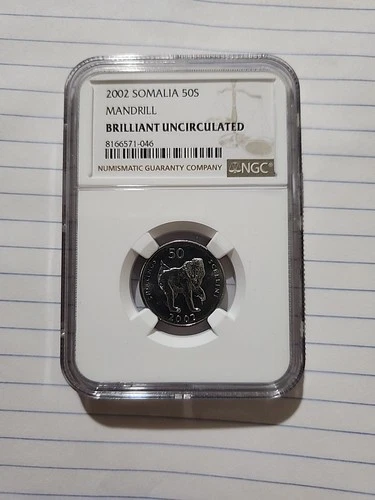 2002 SOMALIA 50S
MANDRILL
BRILLIANT UNCIRCULATED
8166571-046
NUMISMATIC GUARANTY COMPANY
NGC
50
2002